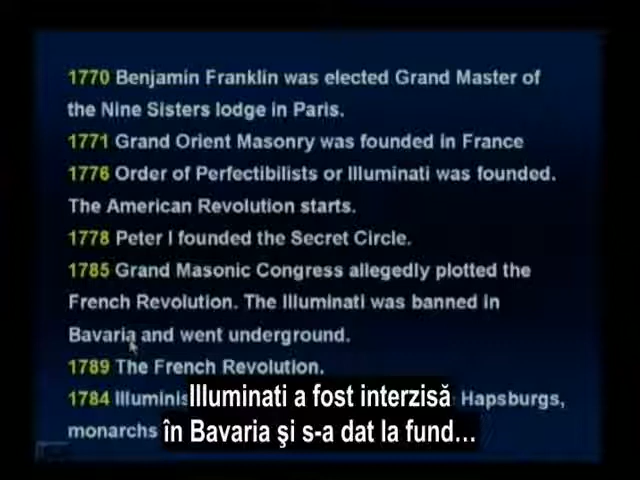 1770 Benjamin Franklin was elected Grand Master of
the Nine Sisters lodge in Paris.
1771 Grand Orient Masonry was founded in France
1776 Order of Perfectibilists or Illuminati was founded.
The American Revolution starts.
1778 Peter I founded the Secret Circle.
1785 Grand Masonic Congress allegedly plotted the
French Revolution. The Illuminati was banned in
Bavaria and went underground.
1789 The French Revolution.
1784 Hapsburgs,
monarchs
Illuminati a fost interzisă
în Bavaria şi s-a dat la fund...